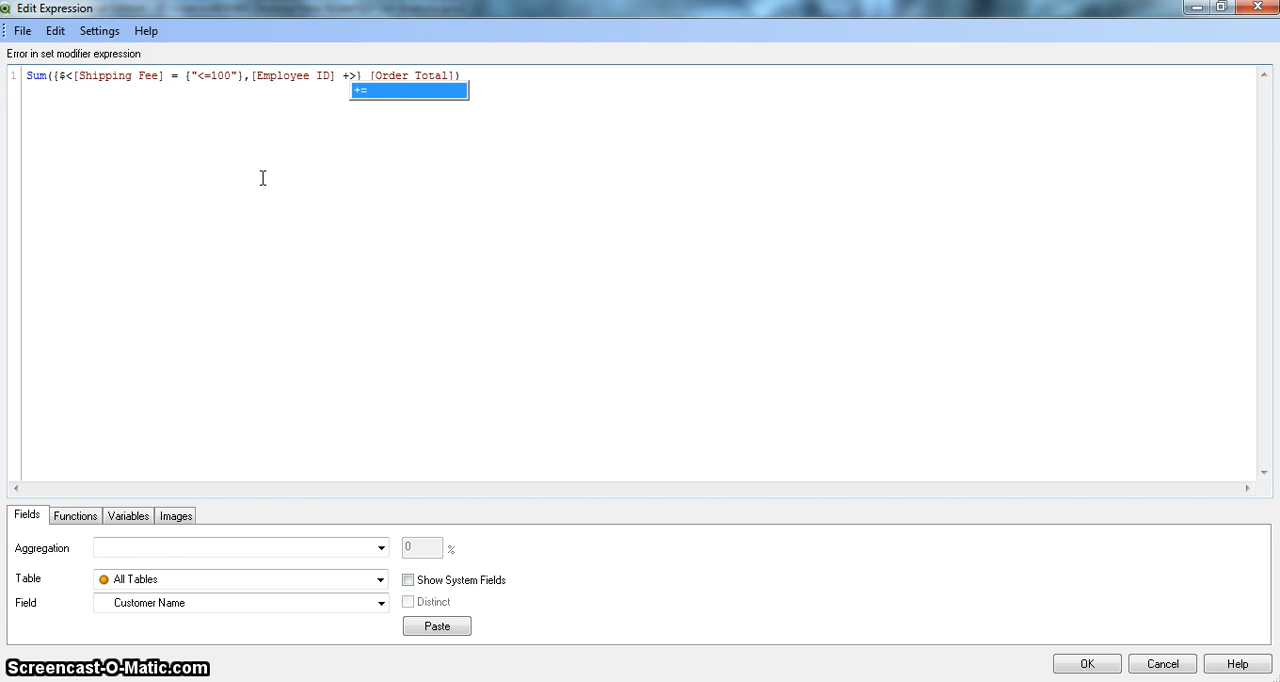 Edit Expression
File Edit Settings Help
Error in set modifier expression
1 Sum({$<[Shipping Fee] = {"<=100"},[Employee ID] +>} [Order Total])
+=
Fields Functions Variables Images
Aggregation 0 %
Table All Tables Show System Fields
Field Customer Name Distinct
Paste
OK Cancel Help
Screencast-O-Matic.com